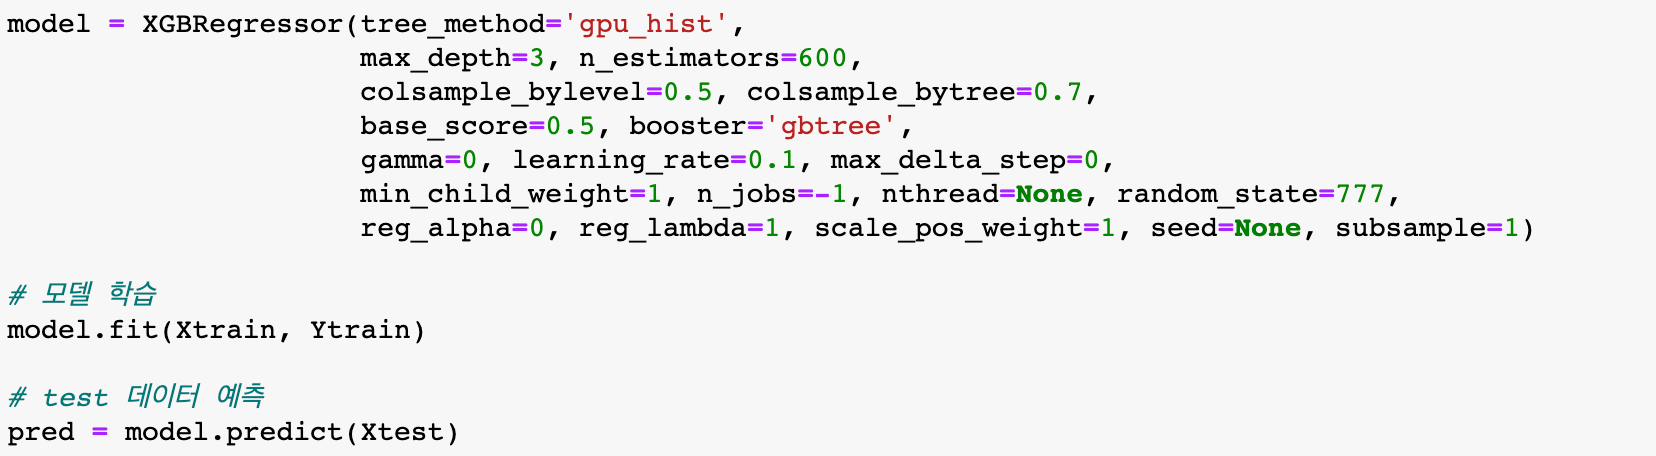 model = XGBRegressor(tree_method='gpu_hist',
max_depth=3, n_estimators=600,
colsample_bylevel=0.5, colsample_bytree=0.7,
base_score=0.5, booster='gbtree',
gamma=0, learning_rate=0.1, max_delta_step=0,
min_child_weight=1, n_jobs=-1, nthread=None, random_state=777,
reg_alpha=0, reg_lambda=1, scale_pos_weight=1, seed=None, subsample=1)
# 모델 학습
model.fit(Xtrain, Ytrain)
# test 데이터 예측
pred = model.predict(Xtest)